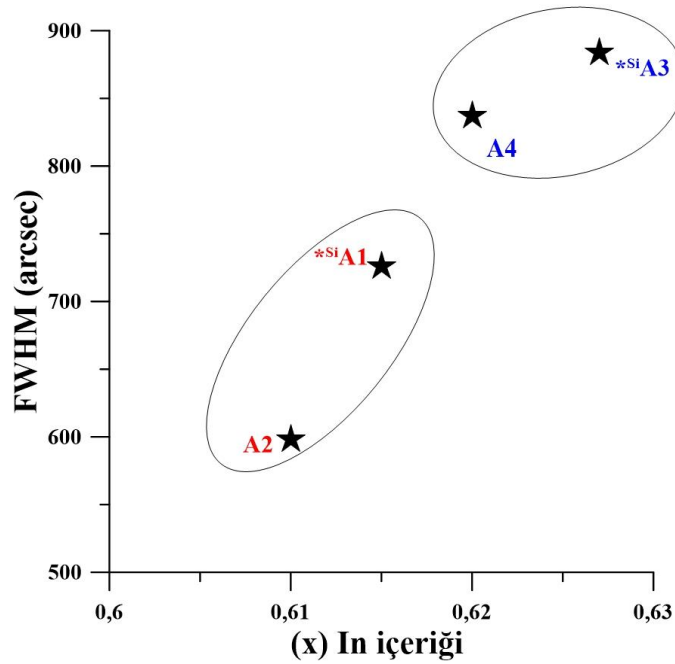 900
*SiA3
A4
800
*SiA1
700
FWHM (arcsec)
A2
600
500
0,6 0,61 0,62 0,63
(x) In içeriği